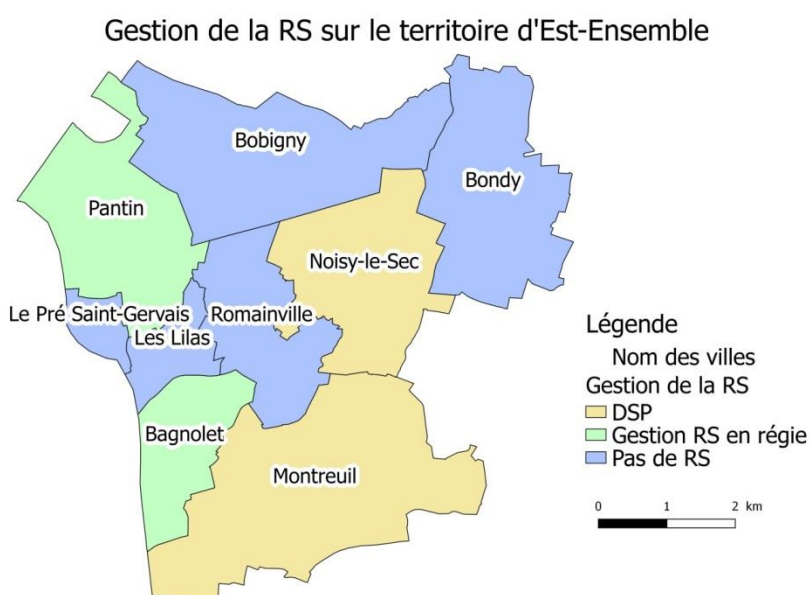 Gestion de la RS sur le territoire d'Est-Ensemble
Bobigny
Bondy
Pantin
Noisy-le-Sec
Le Pré Saint-Gervais
Romainville
Les Lilas
Bagnolet
Montreuil
Légende
Nom des villes
Gestion de la RS
DSP
Gestion RS en régie
Pas de RS
0 1 2 km